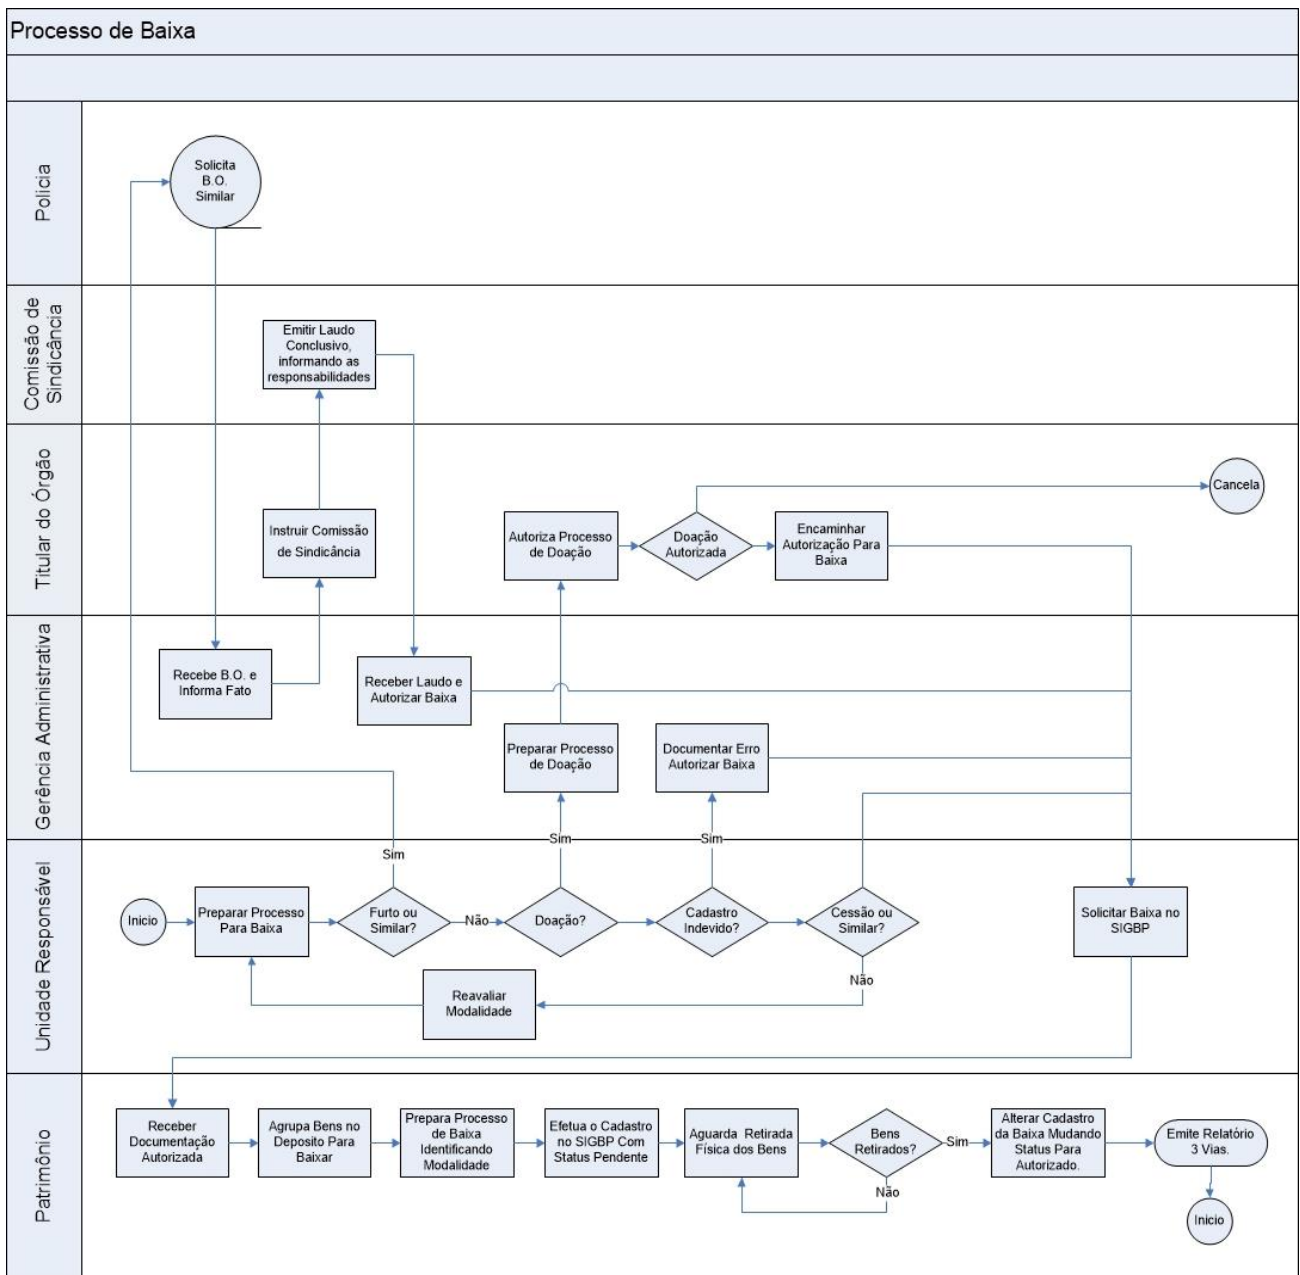 Processo de Baixa
Policia
Solicita
B.O.
Similar
Comissão de
Sindicância
Emitir Laudo
Conclusivo,
informando as
responsabilidades
Titular do Órgão
Instruir Comissão
de Sindicância
Autoriza Processo
de Doação
Doação
Autorizada
Encaminhar
Autorização Para
Baixa
Cancela
Gerência Administrativa
Recebe B.O. e
Informa Fato
Receber Laudo e
Autorizar Baixa
Preparar Processo
de Doação
Documentar Erro
Autorizar Baixa
Unidade Responsável
Sim
Sim
Sim
Inicio
Preparar Processo
Para Baixa
Furto ou
Similar?
Não
Doação?
Cadastro
Indevido?
Cessão ou
Similar?
Não
Solicitar Baixa no
SIGBP
Reavaliar
Modalidade
Patrimônio
Receber
Documentação
Autorizada
Agrupa Bens no
Deposito Para
Baixar
Prepara Processo
de Baixa
Identificando
Modalidade
Efetua o Cadastro
no SIGBP Com
Status Pendente
Aguarda Retirada
Física dos Bens
Bens
Retirados?
Sim
Não
Alterar Cadastro
da Baixa Mudando
Status Para
Autorizado.
Emite Relatório
3 Vias.
Inicio